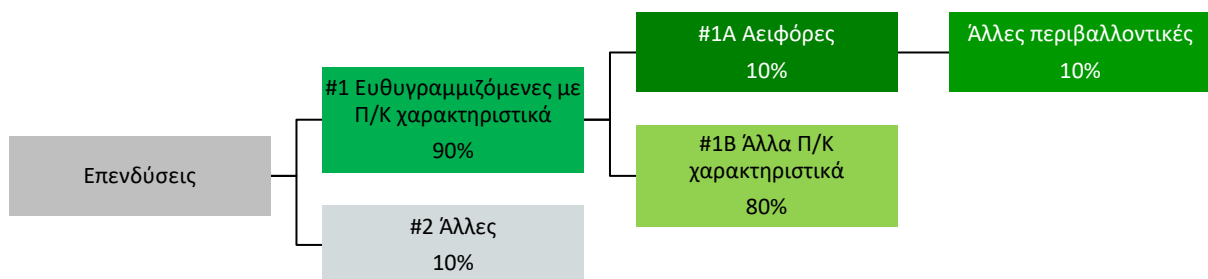 Επενδύσεις
#1 Ευθυγραμμιζόμενες με
Π/Κ χαρακτηριστικά
90%
#2 Άλλες
10%
#1A Αειφόρες
10%
#1B Άλλα Π/Κ
χαρακτηριστικά
80%
Άλλες περιβαλλοντικές
10%